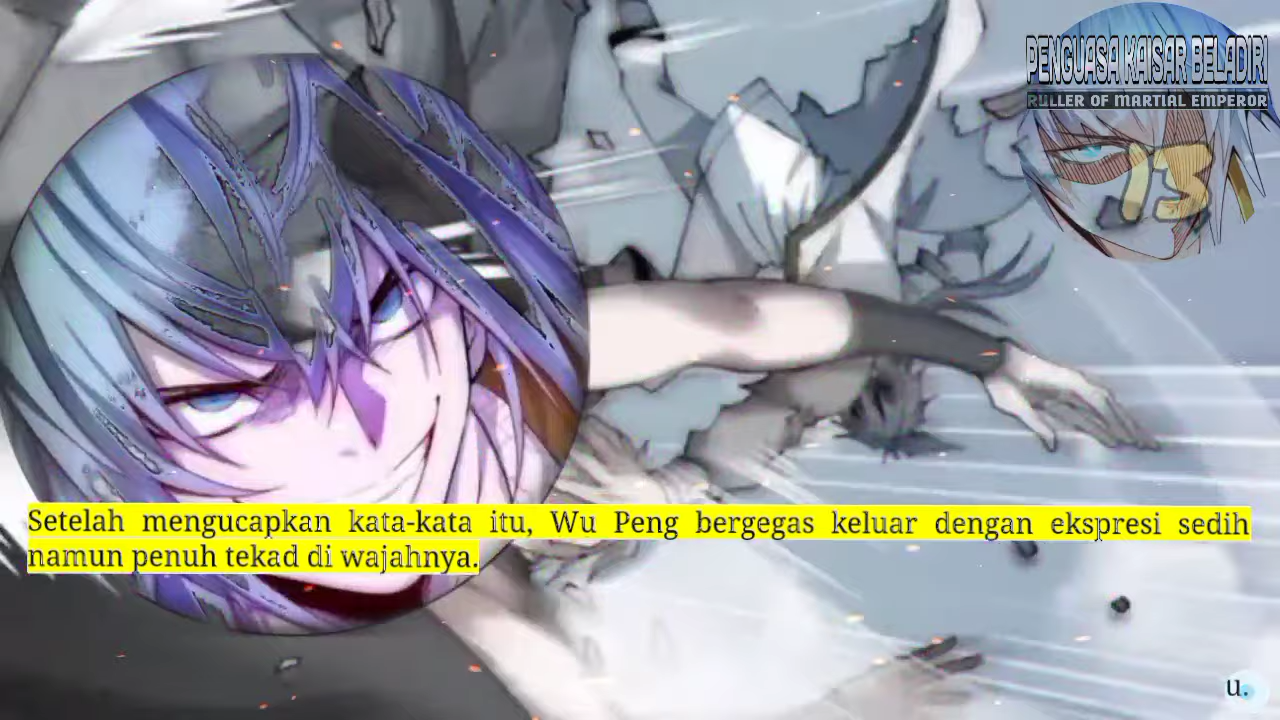 PENGUASA KAISAR BELADIRI
RULLER OF MARTIAL EMPEROR
13
Setelah mengucapkan kata-kata itu, Wu Peng bergegas keluar dengan ekspresi sedih
namun penuh tekad di wajahnya.
u.